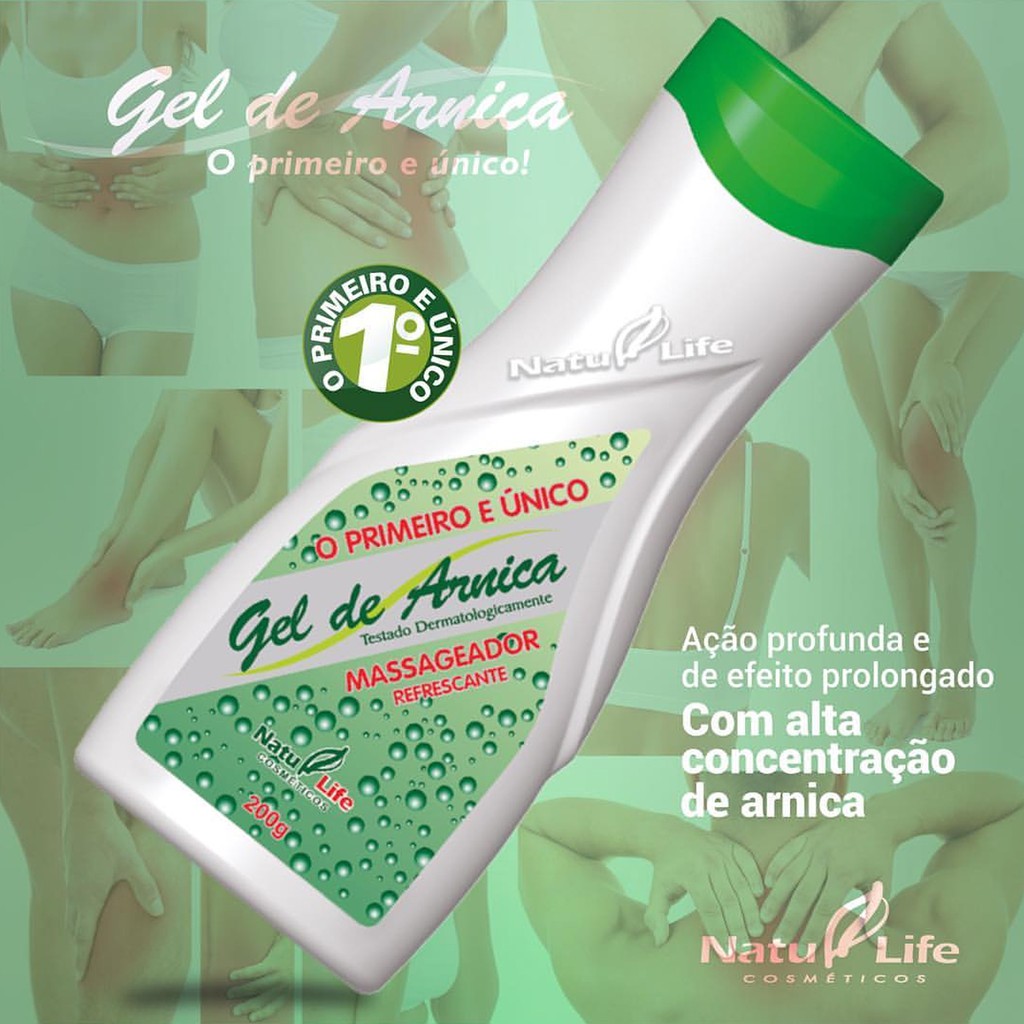 Gel de Arnica
O primeiro e único!
O PRIMEIRO E ÚNICO
1º
Natu Life
O PRIMEIRO E ÚNICO
Gel de Arnica
Testado Dermatologicamente
MASSAGEADOR
REFRESCANTE
Natu Life
COSMÉTICOS
200g
Ação profunda e
de efeito prolongado
Com alta
concentração
de arnica
Natu Life
COSMÉTICOS